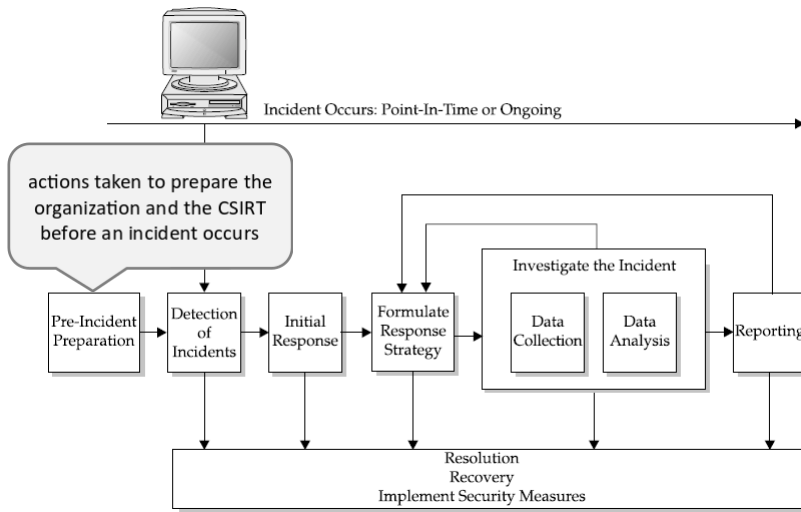 Incident Occurs: Point-In-Time or Ongoing
actions taken to prepare the
organization and the CSIRT
before an incident occurs
Pre-Incident
Preparation
Detection
of
Incidents
Initial
Response
Formulate
Response
Strategy
Investigate the Incident
Data
Collection
Data
Analysis
Reporting
Resolution
Recovery
Implement Security Measures